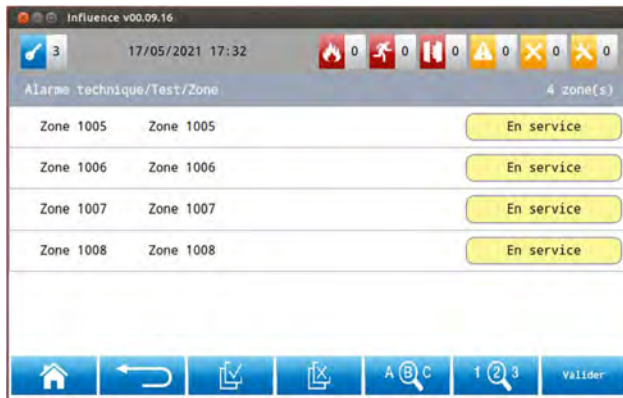 Influence v00.09.16
3 17/05/2021 17:32 0 0 0 0 0 0
Alarme technique/Test/Zone 4 zone(s)
Zone 1005 Zone 1005 En service
Zone 1006 Zone 1006 En service
Zone 1007 Zone 1007 En service
Zone 1008 Zone 1008 En service
A B C 1 2 3 Valider